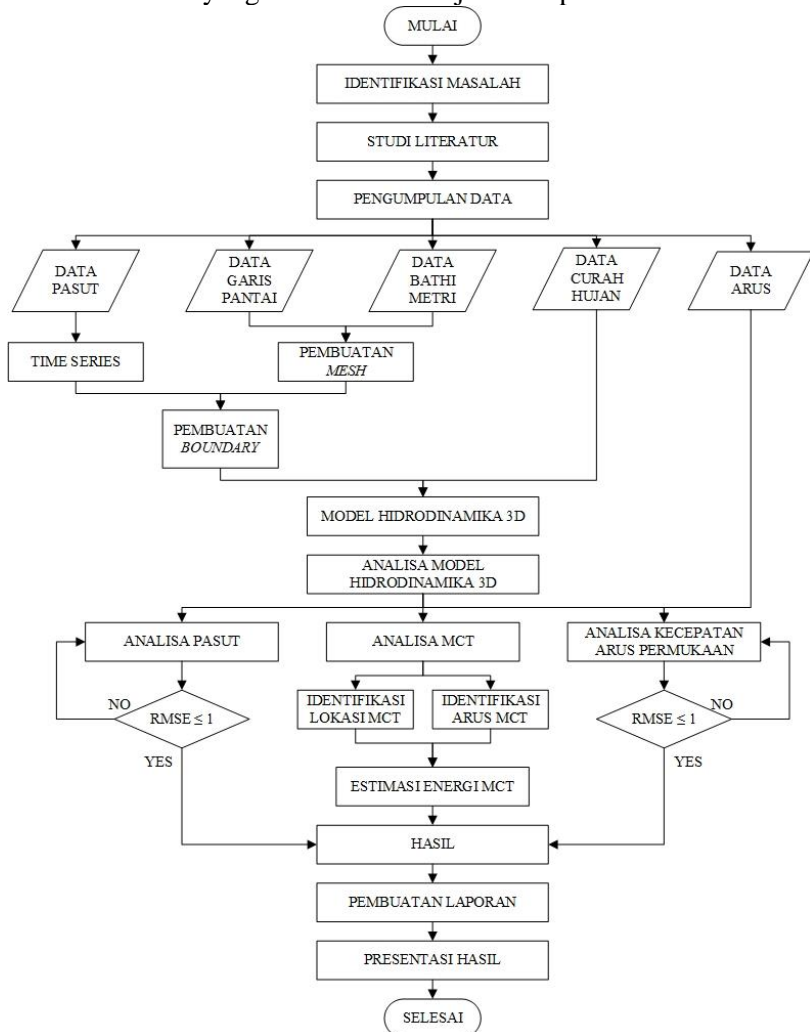 MULAI
IDENTIFIKASI MASALAH
STUDI LITERATUR
PENGUMPULAN DATA
DATA
PASUT
DATA
GARIS
PANTAI
DATA
BATHI
METRI
DATA
CURAH
HUJAN
DATA
ARUS
TIME SERIES
PEMBUATAN
MESH
PEMBUATAN
BOUNDARY
MODEL HIDRODINAMIKA 3D
ANALISA MODEL
HIDRODINAMIKA 3D
ANALISA PASUT
ANALISA MCT
ANALISA KECEPATAN
ARUS PERMUKAAN
IDENTIFIKASI
LOKASI MCT
IDENTIFIKASI
ARUS MCT
NO
RMSE ≤ 1
YES
RMSE ≤ 1
NO
YES
ESTIMASI ENERGI MCT
HASIL
PEMBUATAN LAPORAN
PRESENTASI HASIL
SELESAI